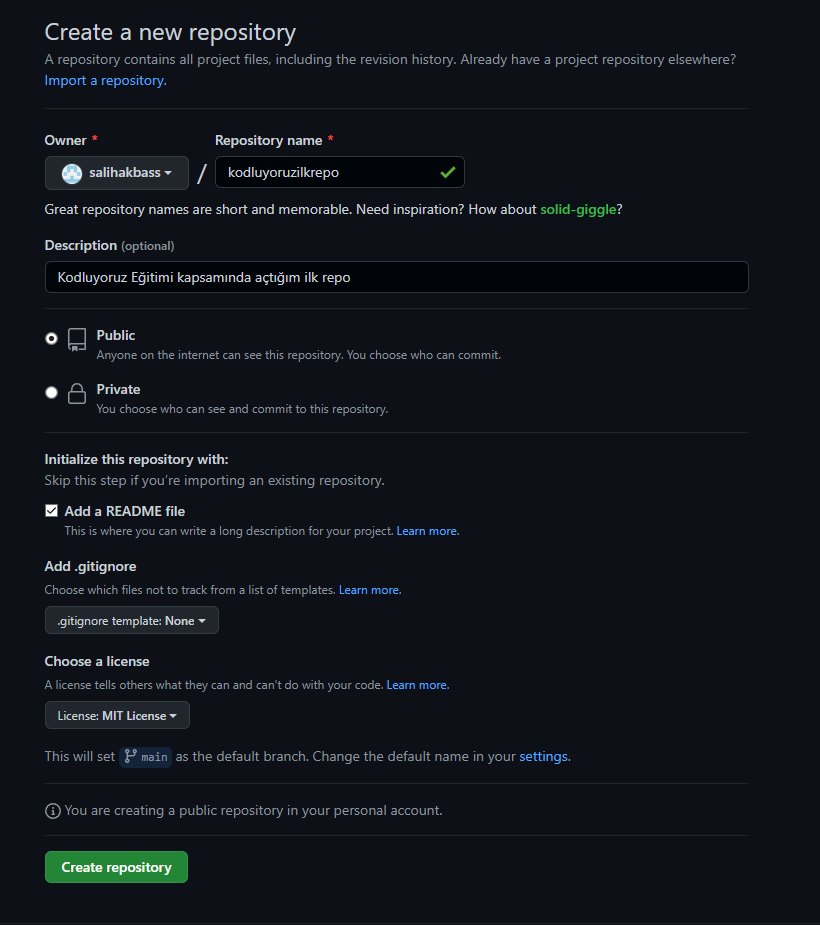 Create a new repository
A repository contains all project files, including the revision history. Already have a project repository elsewhere?
Import a repository.
Owner * Repository name *
salihakbass / kodluyoruzilkrepo
Great repository names are short and memorable. Need inspiration? How about solid-giggle?
Description (optional)
Kodluyoruz Eğitimi kapsamında açtığım ilk repo
Public
Anyone on the internet can see this repository. You choose who can commit.
Private
You choose who can see and commit to this repository.
Initialize this repository with:
Skip this step if you're importing an existing repository.
Add a README file
This is where you can write a long description for your project. Learn more.
Add .gitignore
Choose which files not to track from a list of templates. Learn more.
.gitignore template: None
Choose a license
A license tells others what they can and can't do with your code. Learn more.
License: MIT License
This will set main as the default branch. Change the default name in your settings.
You are creating a public repository in your personal account.
Create repository